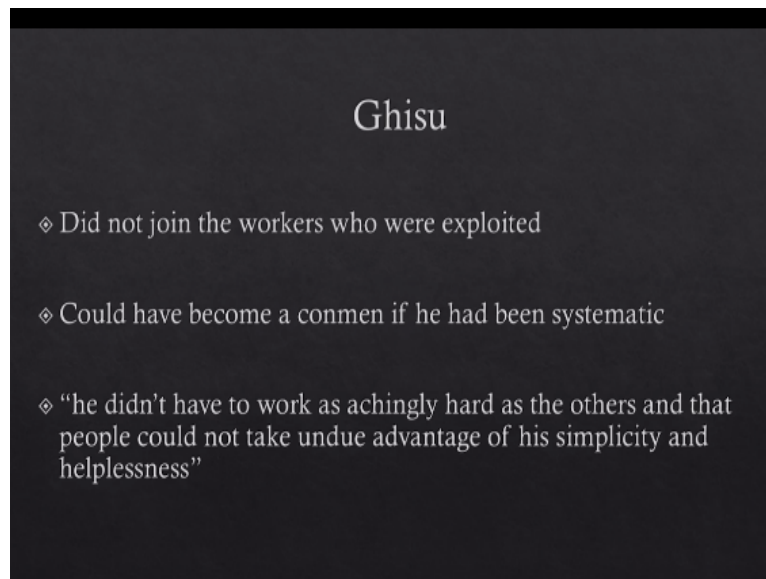 Ghisu
Did not join the workers who were exploited
Could have become a conmen if he had been systematic
“he didn’t have to work as achingly hard as the others and that
people could not take undue advantage of his simplicity and
helplessness”